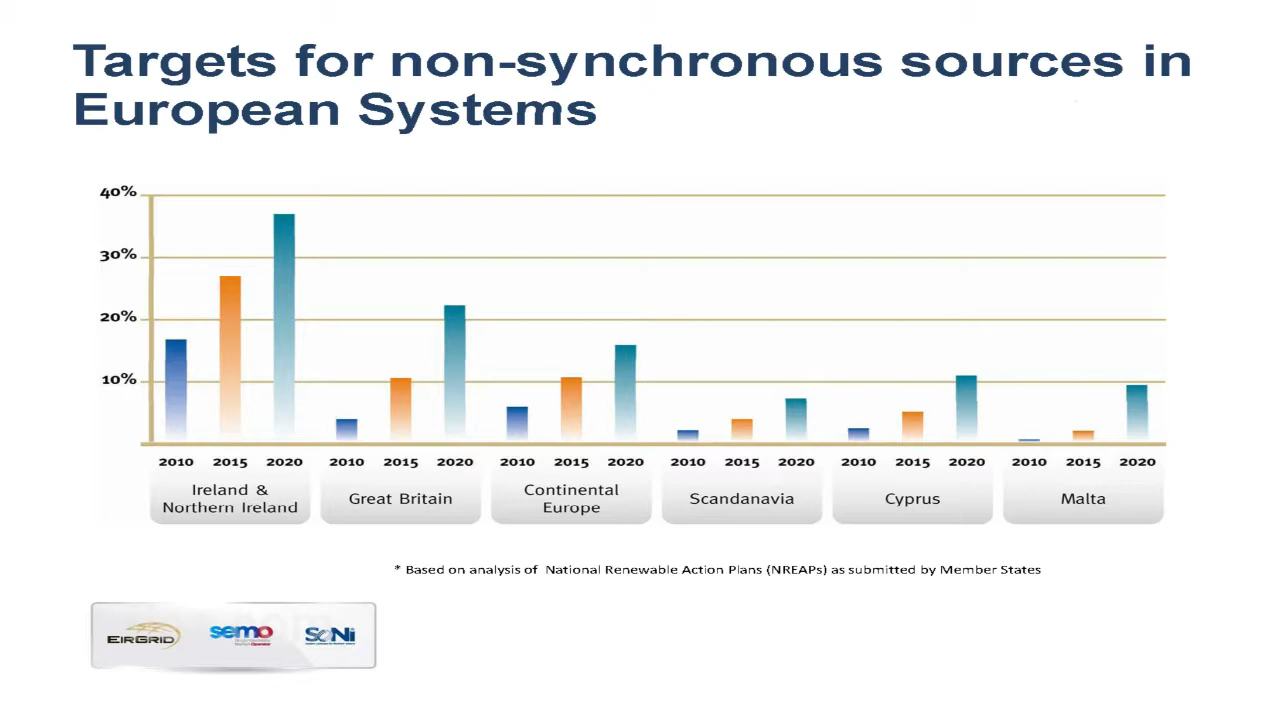 Targets for non-synchronous sources in
European Systems
40%
30%
20%
10%
2010 2015 2020 2010 2015 2020 2010 2015 2020 2010 2015 2020 2010 2015 2020 2010 2015 2020
Ireland &
Northern Ireland
Great Britain
Continental
Europe
Scandanavia
Cyprus
Malta
* Based on analysis of National Renewable Action Plans (NREAPs) as submitted by Member States
EIRGRID
semo
SONI